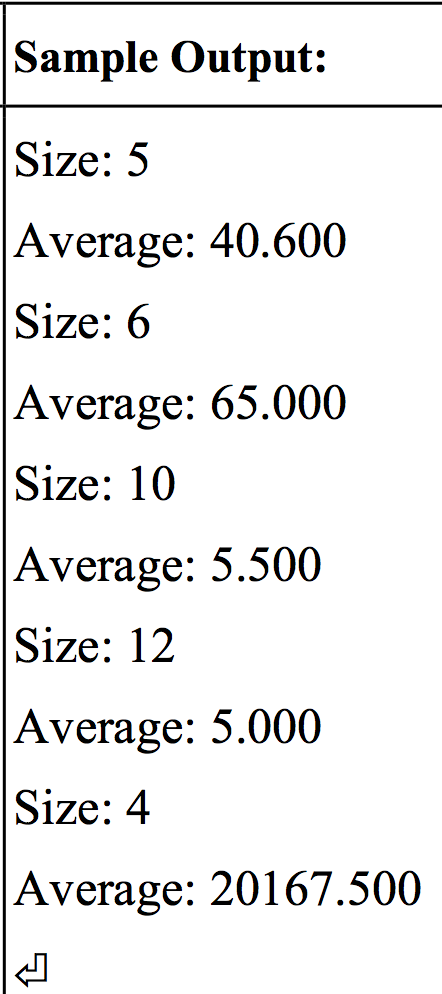 Sample Output:
Size: 5
Average: 40.600
Size: 6
Average: 65.000
Size: 10
Average: 5.500
Size: 12
Average: 5.000
Size: 4
Average: 20167.500
⏎